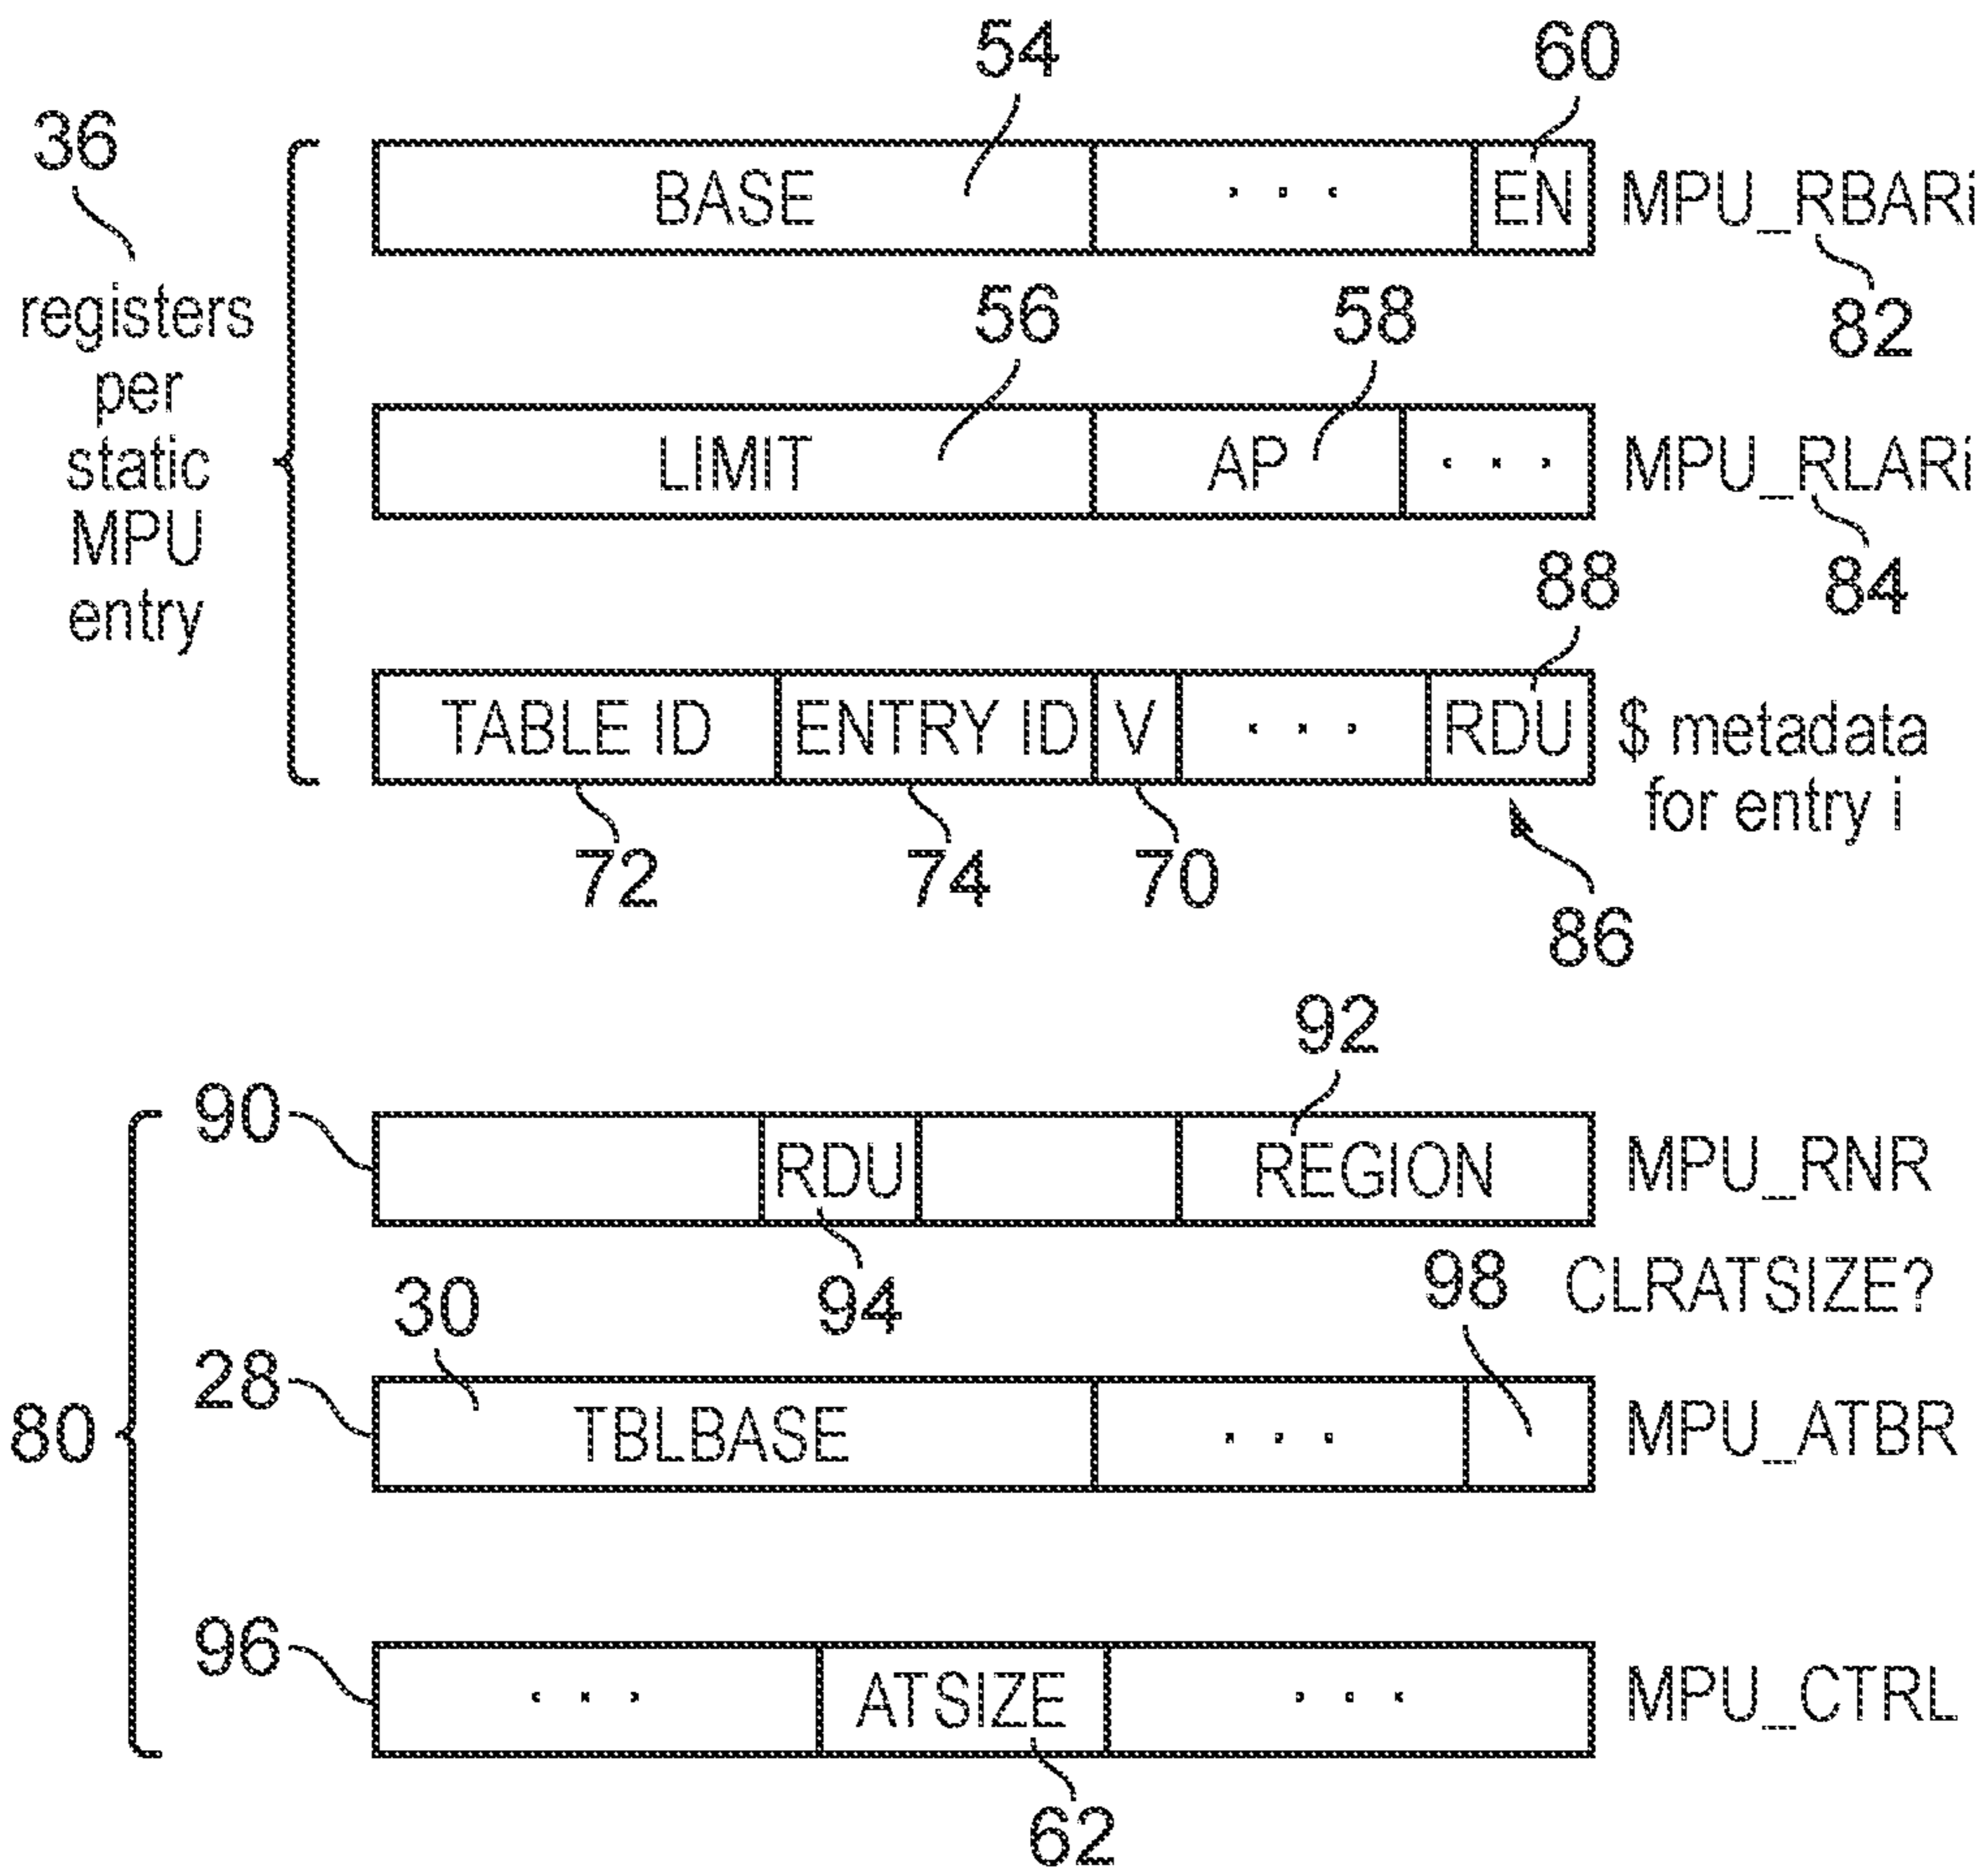 54
60
36
BASE
. . .
EN
MPU_RBARi
82
registers
per
static
MPU
entry
56
58
LIMIT
AP
. . .
MPU_RLARi
84
88
TABLE ID
ENTRY ID
V
. . .
RDU
$ metadata
for entry i
72
74
70
86
92
90
RDU
REGION
MPU_RNR
94
98
CLRATSIZE?
30
28
TBLBASE
. . .
MPU_ATBR
80
96
. . .
ATSIZE
. . .
MPU_CTRL
62